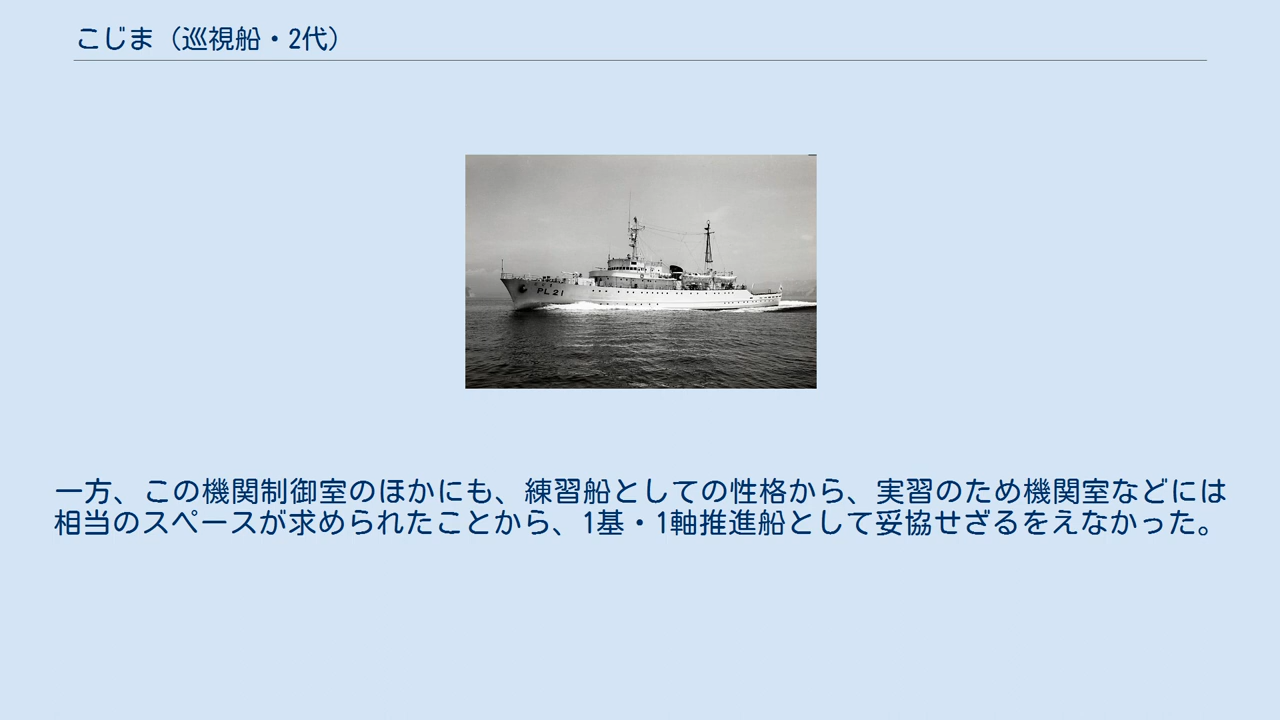 こじま（巡視船・2代）
PL 21
一方、この機関制御室のほかにも、練習船としての性格から、実習のため機関室などには
相当のスペースが求められたことから、1基・1軸推進船として妥協せざるをえなかった。